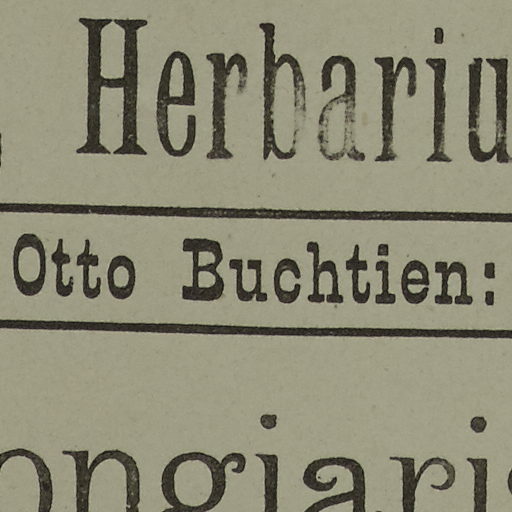 Herbariu
Otto Buchtien:
ongiaris